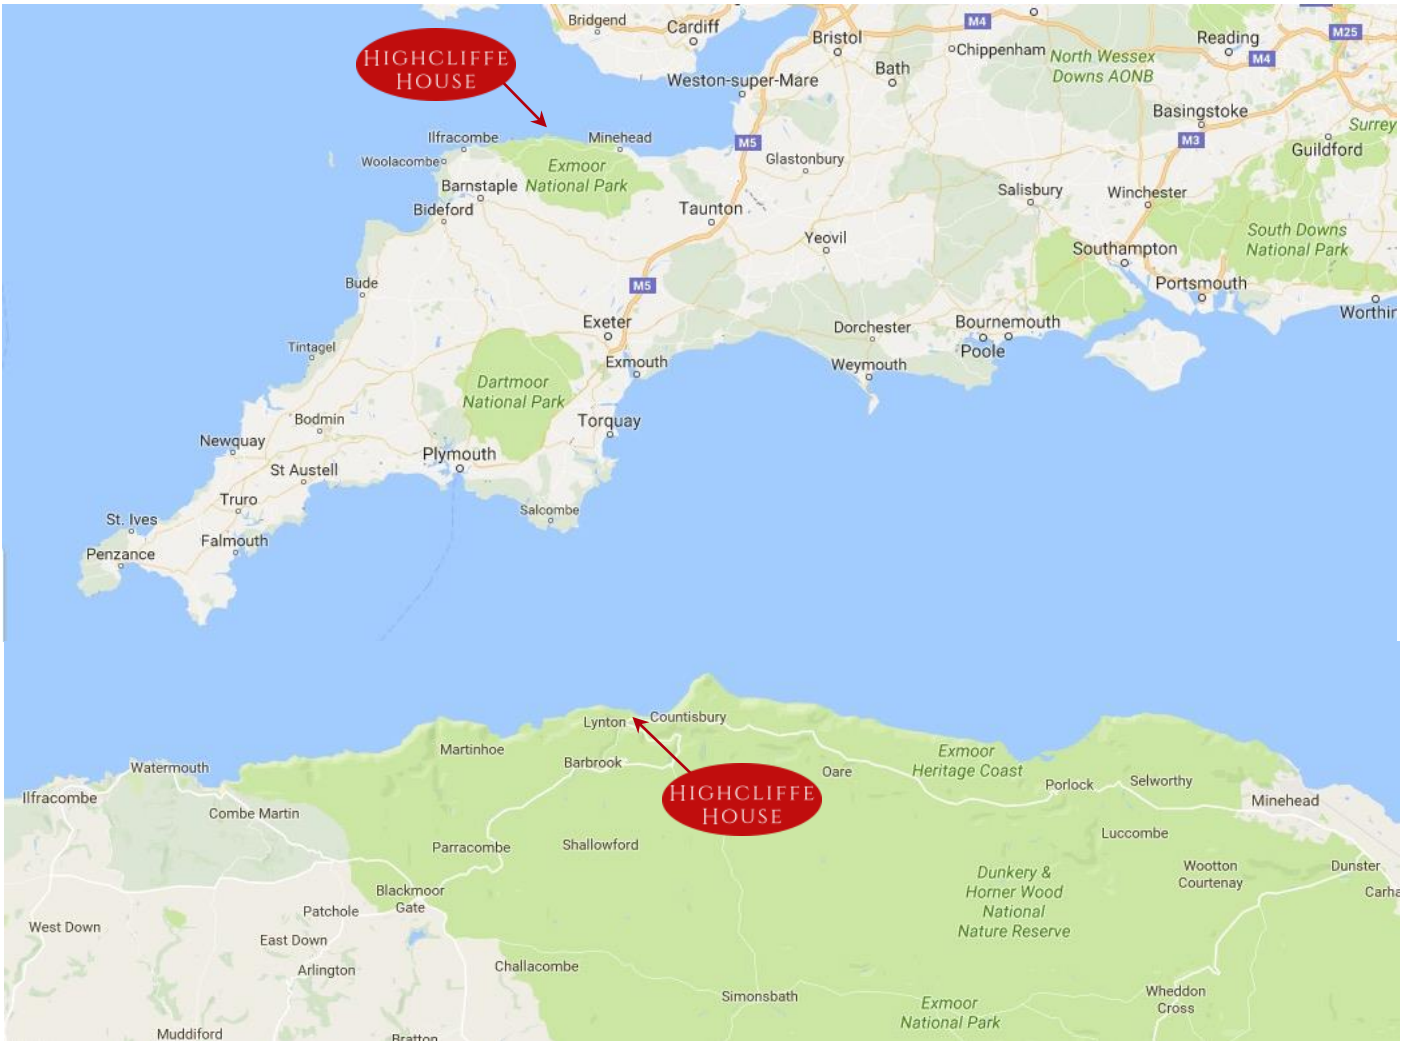 Bridgend
Cardiff
Bristol
M4
Chippenham
North Wessex
Downs AONB
Reading
M25
M4
HIGHCLIFFE
HOUSE
Weston-super-Mare
Bath
Basingstoke
Surrey
Ilfracombe
Minehead
M5
M3
Guildford
Woolacombe
Exmoor
National Park
Glastonbury
Barnstaple
Bideford
Taunton
Salisbury
Winchester
Yeovil
Southampton
South Downs
National Park
Bude
M5
Portsmouth
Worthin
Exeter
Dorchester
Bournemouth
Poole
Tintagel
Exmouth
Weymouth
Dartmoor
National Park
Bodmin
Torquay
Newquay
Plymouth
St Austell
Truro
Salcombe
St. Ives
Falmouth
Penzance
Lynton
Countisbury
Martinhoe
Barbrook
Exmoor
Heritage Coast
Watermouth
Oare
Porlock
Selworthy
Ilfracombe
HIGHCLIFFE
HOUSE
Minehead
Combe Martin
Luccombe
Parracombe
Shallowford
Wootton
Courtenay
Dunster
Dunkery &
Horner Wood
National
Nature Reserve
Blackmoor
Gate
Carha
Patchole
West Down
East Down
Arlington
Challacombe
Simonsbath
Wheddon
Cross
Exmoor
National Park
Muddiford
Bratton